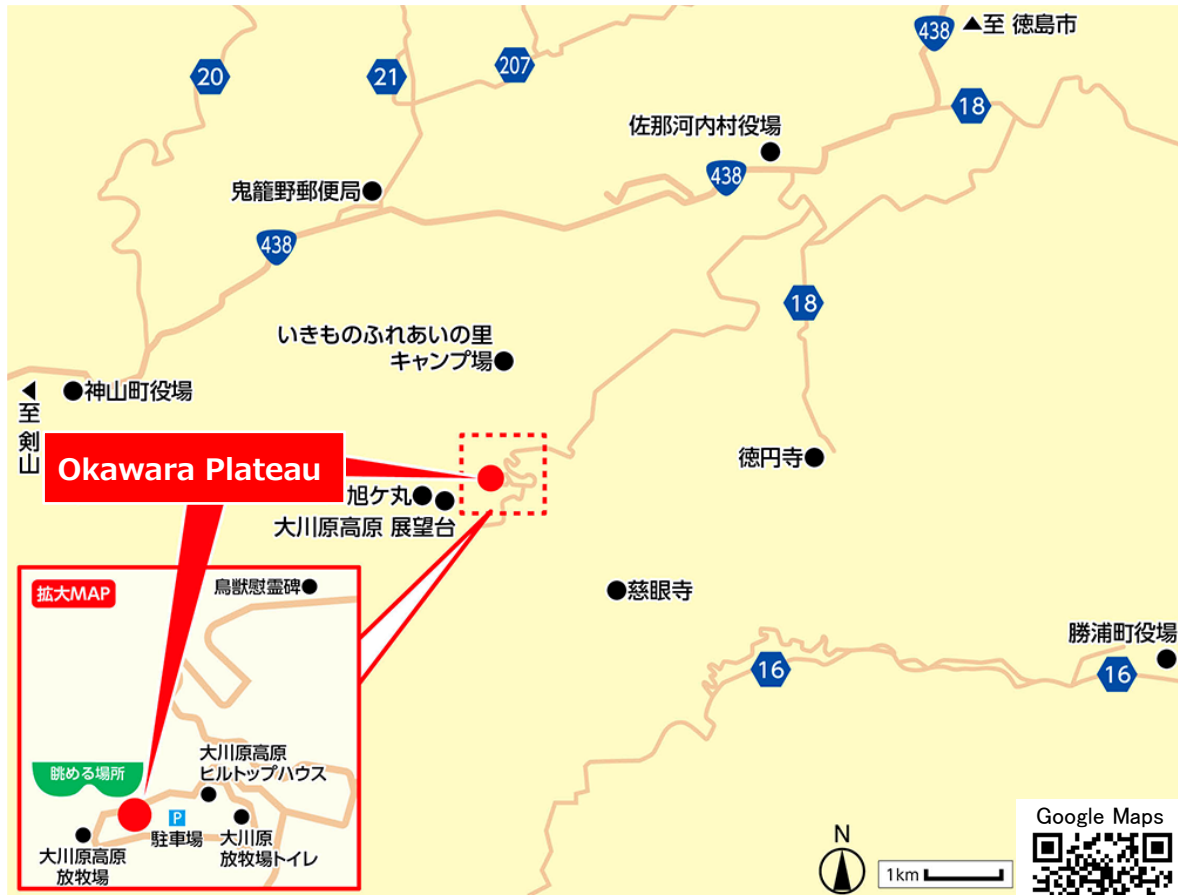 438
▲至 徳島市
20
21
207
18
佐那河内村役場
438
鬼籠野郵便局
438
18
いきものふれあいの里
キャンプ場
神山町役場
◀至 剣山
Okawara Plateau
徳円寺
旭ケ丸
大川原高原 展望台
拡大MAP
鳥獣慰霊碑
慈眼寺
勝浦町役場
16
16
大川原高原
ヒルトップハウス
眺める場所
P
駐車場
大川原
放牧場トイレ
大川原高原
放牧場
N
1km
Google Maps